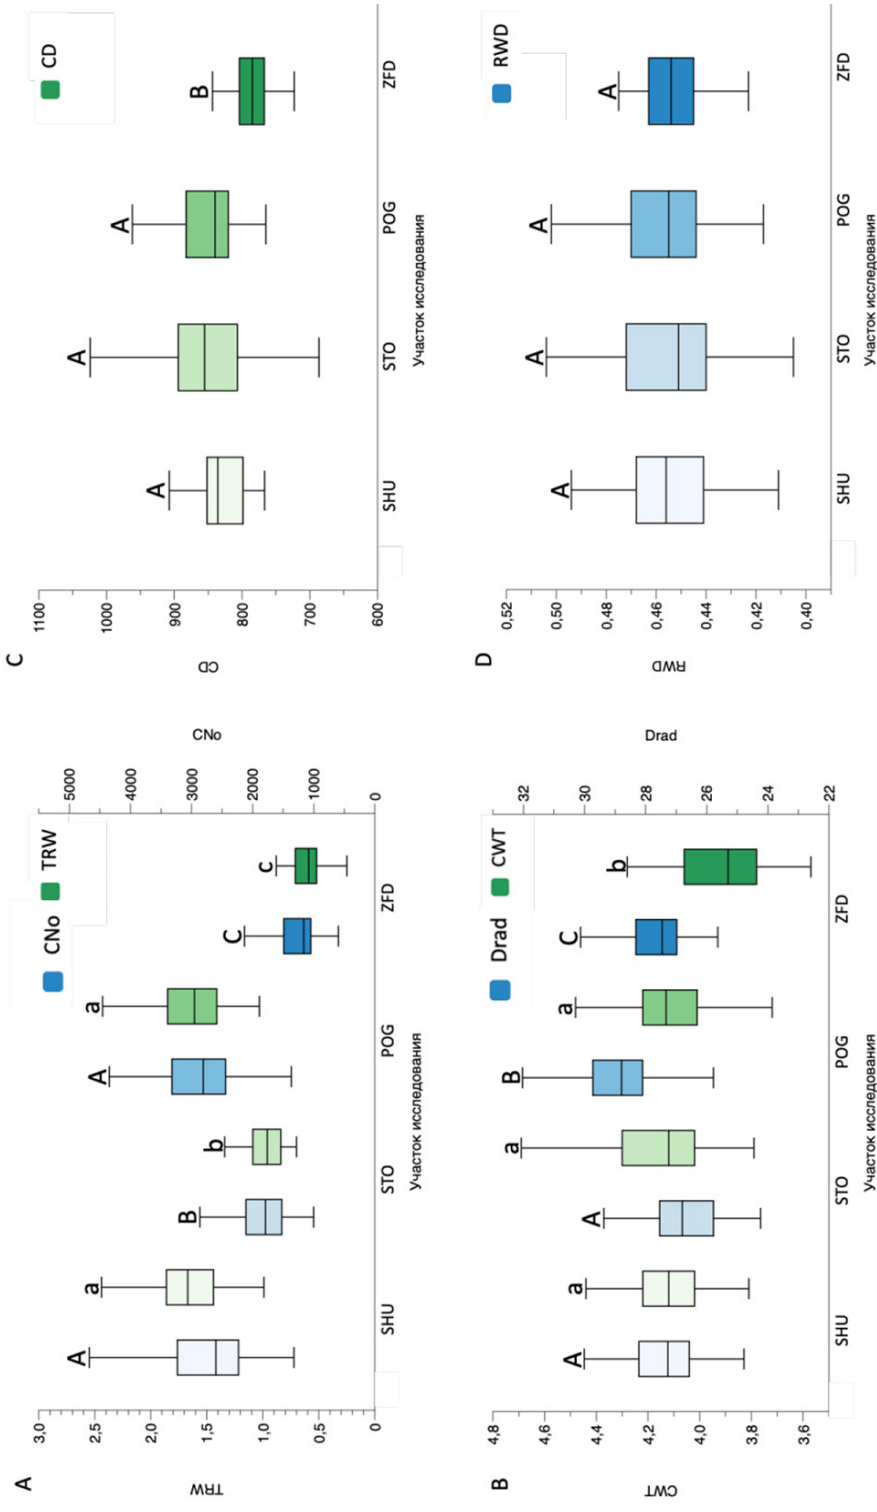 A
CNo
TRW
TRW
3,0
2,5
2,0
1,5
1,0
0,5
0
CNo
5000
4000
3000
2000
1000
0
A
a
B
b
A
a
C
c
SHU
STO
POG
ZFD
Участок исследования
B
Drad
CWT
CWT
4,8
4,6
4,4
4,2
4,0
3,6
Drad
32
30
28
26
24
22
A
a
A
a
B
a
C
b
SHU
STO
POG
ZFD
Участок исследования
C
CD
CD
1100
1000
900
800
700
600
A
A
A
B
SHU
STO
POG
ZFD
Участок исследования
D
RWD
RWD
0,52
0,50
0,48
0,46
0,44
0,42
0,40
A
A
A
A
SHU
STO
POG
ZFD
Участок исследования